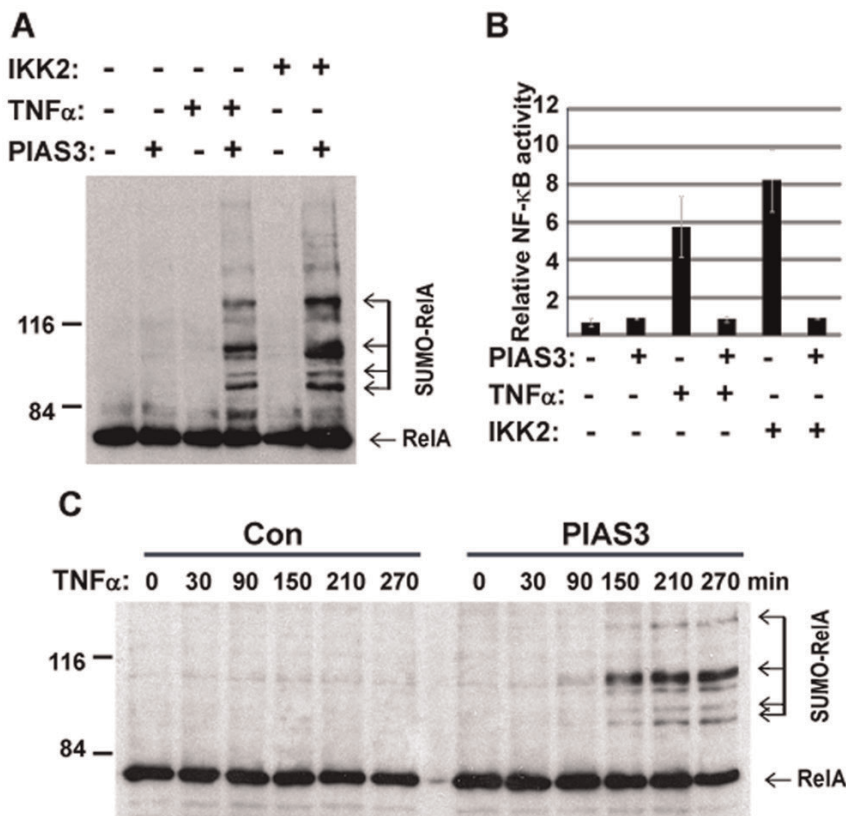 A
IKK2: - - - - + +
TNFα: - - + + - -
PIAS3: - + - + - +
116
84
SUMO-RelA
← RelA
B
Relative NF-κB activity
12
10
8
6
4
2
PIAS3: - + - + - +
TNFα: - - + + - -
IKK2: - - - - + +
C
Con PIAS3
TNFα: 0 30 90 150 210 270 0 30 90 150 210 270 min
116
84
SUMO-RelA
← RelA